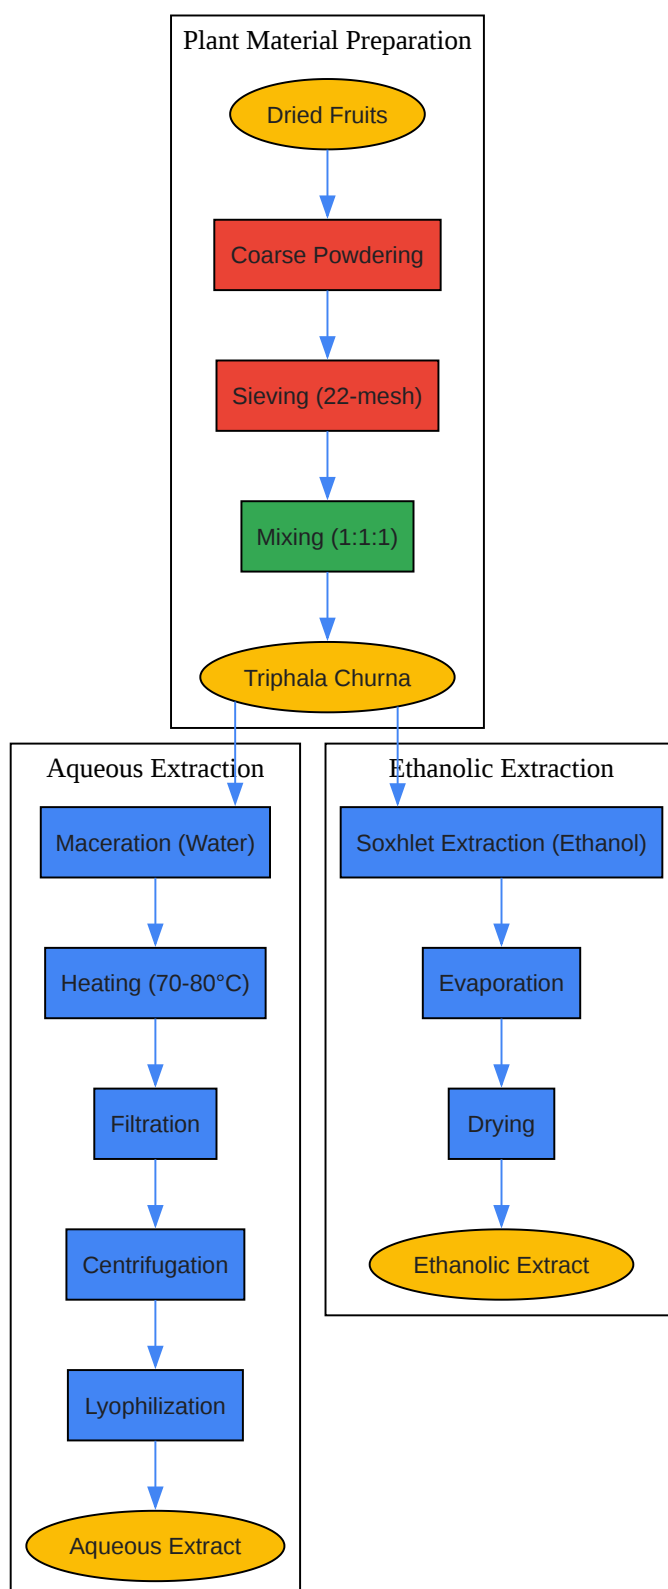 Plant Material Preparation
Dried Fruits
Coarse Powdering
Sieving (22-mesh)
Mixing (1:1:1)
Triphala Churna
Aqueous Extraction
Maceration (Water)
Heating (70-80°C)
Filtration
Centrifugation
Lyophilization
Aqueous Extract
Ethanolic Extraction
Soxhlet Extraction (Ethanol)
Evaporation
Drying
Ethanolic Extract